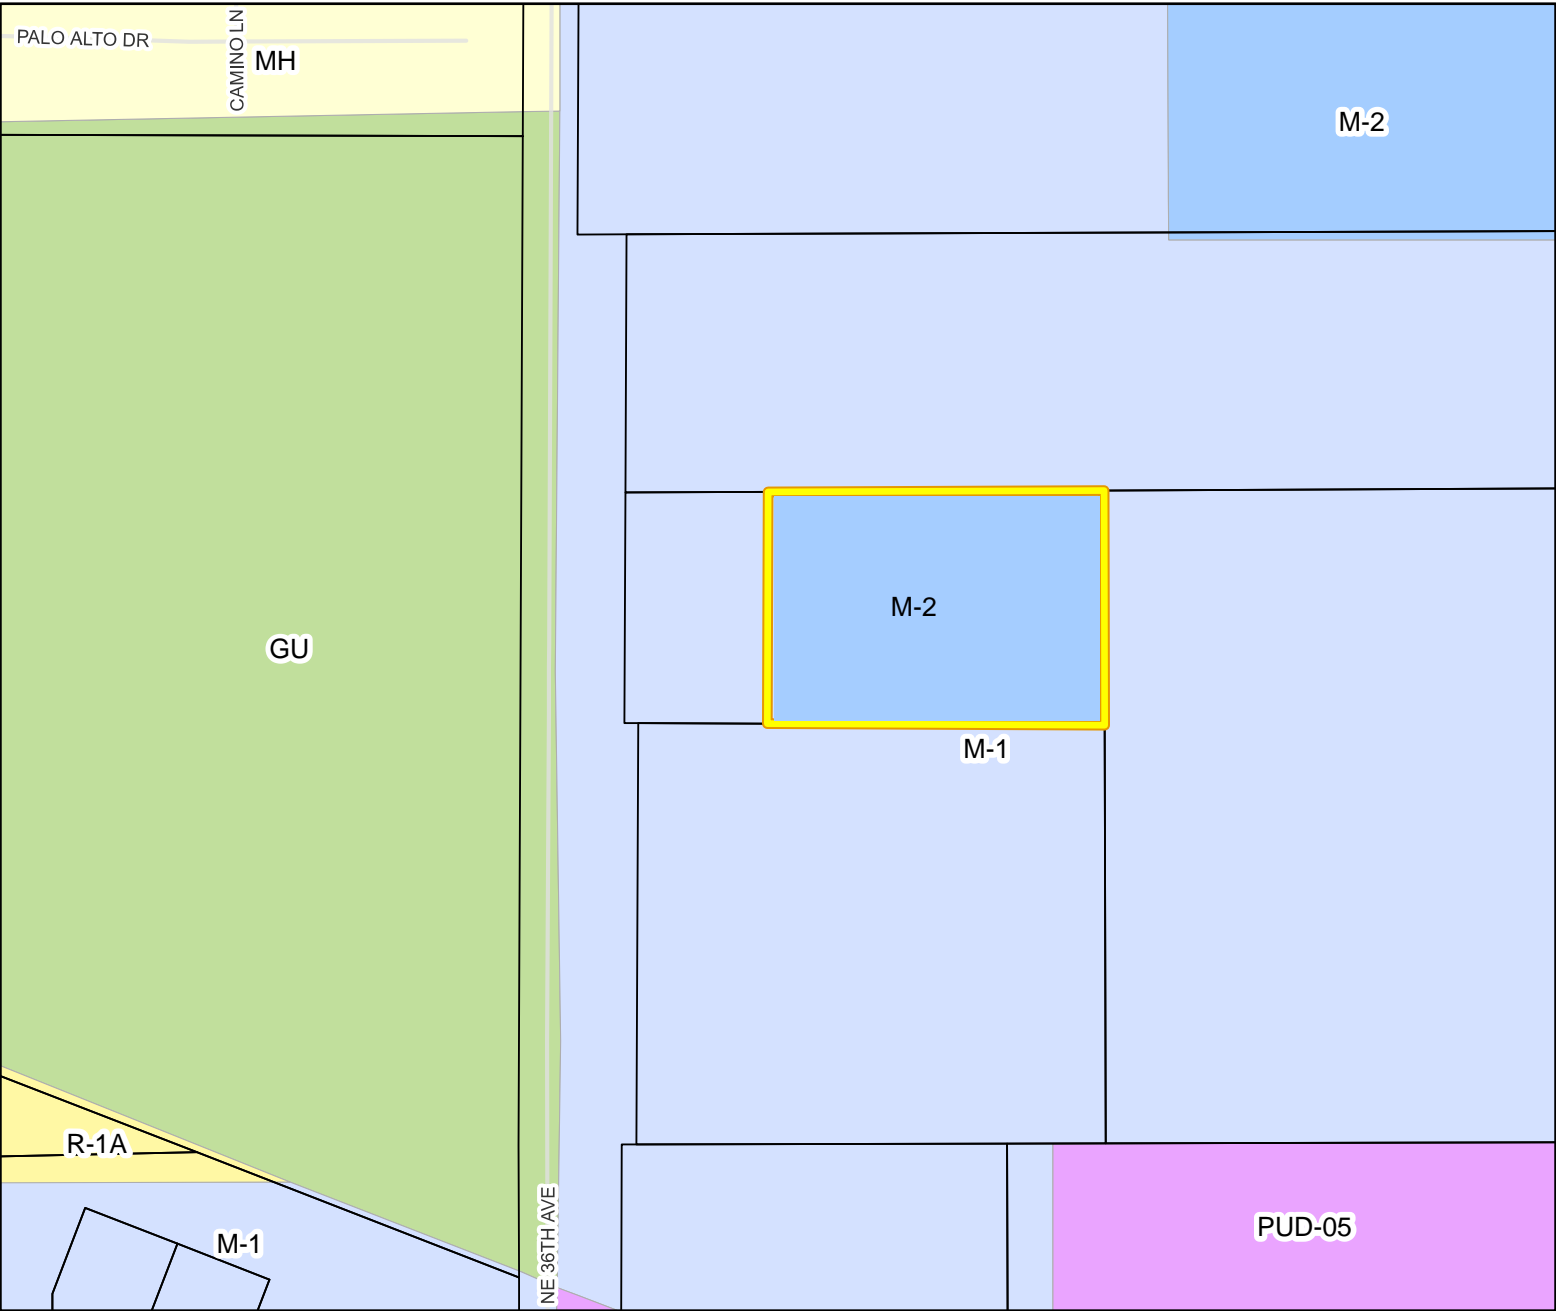 PALO ALTO DR
CAMINO LN
MH
M-2
M-2
GU
M-1
R-1A
M-1
NE 36TH AVE
PUD-05